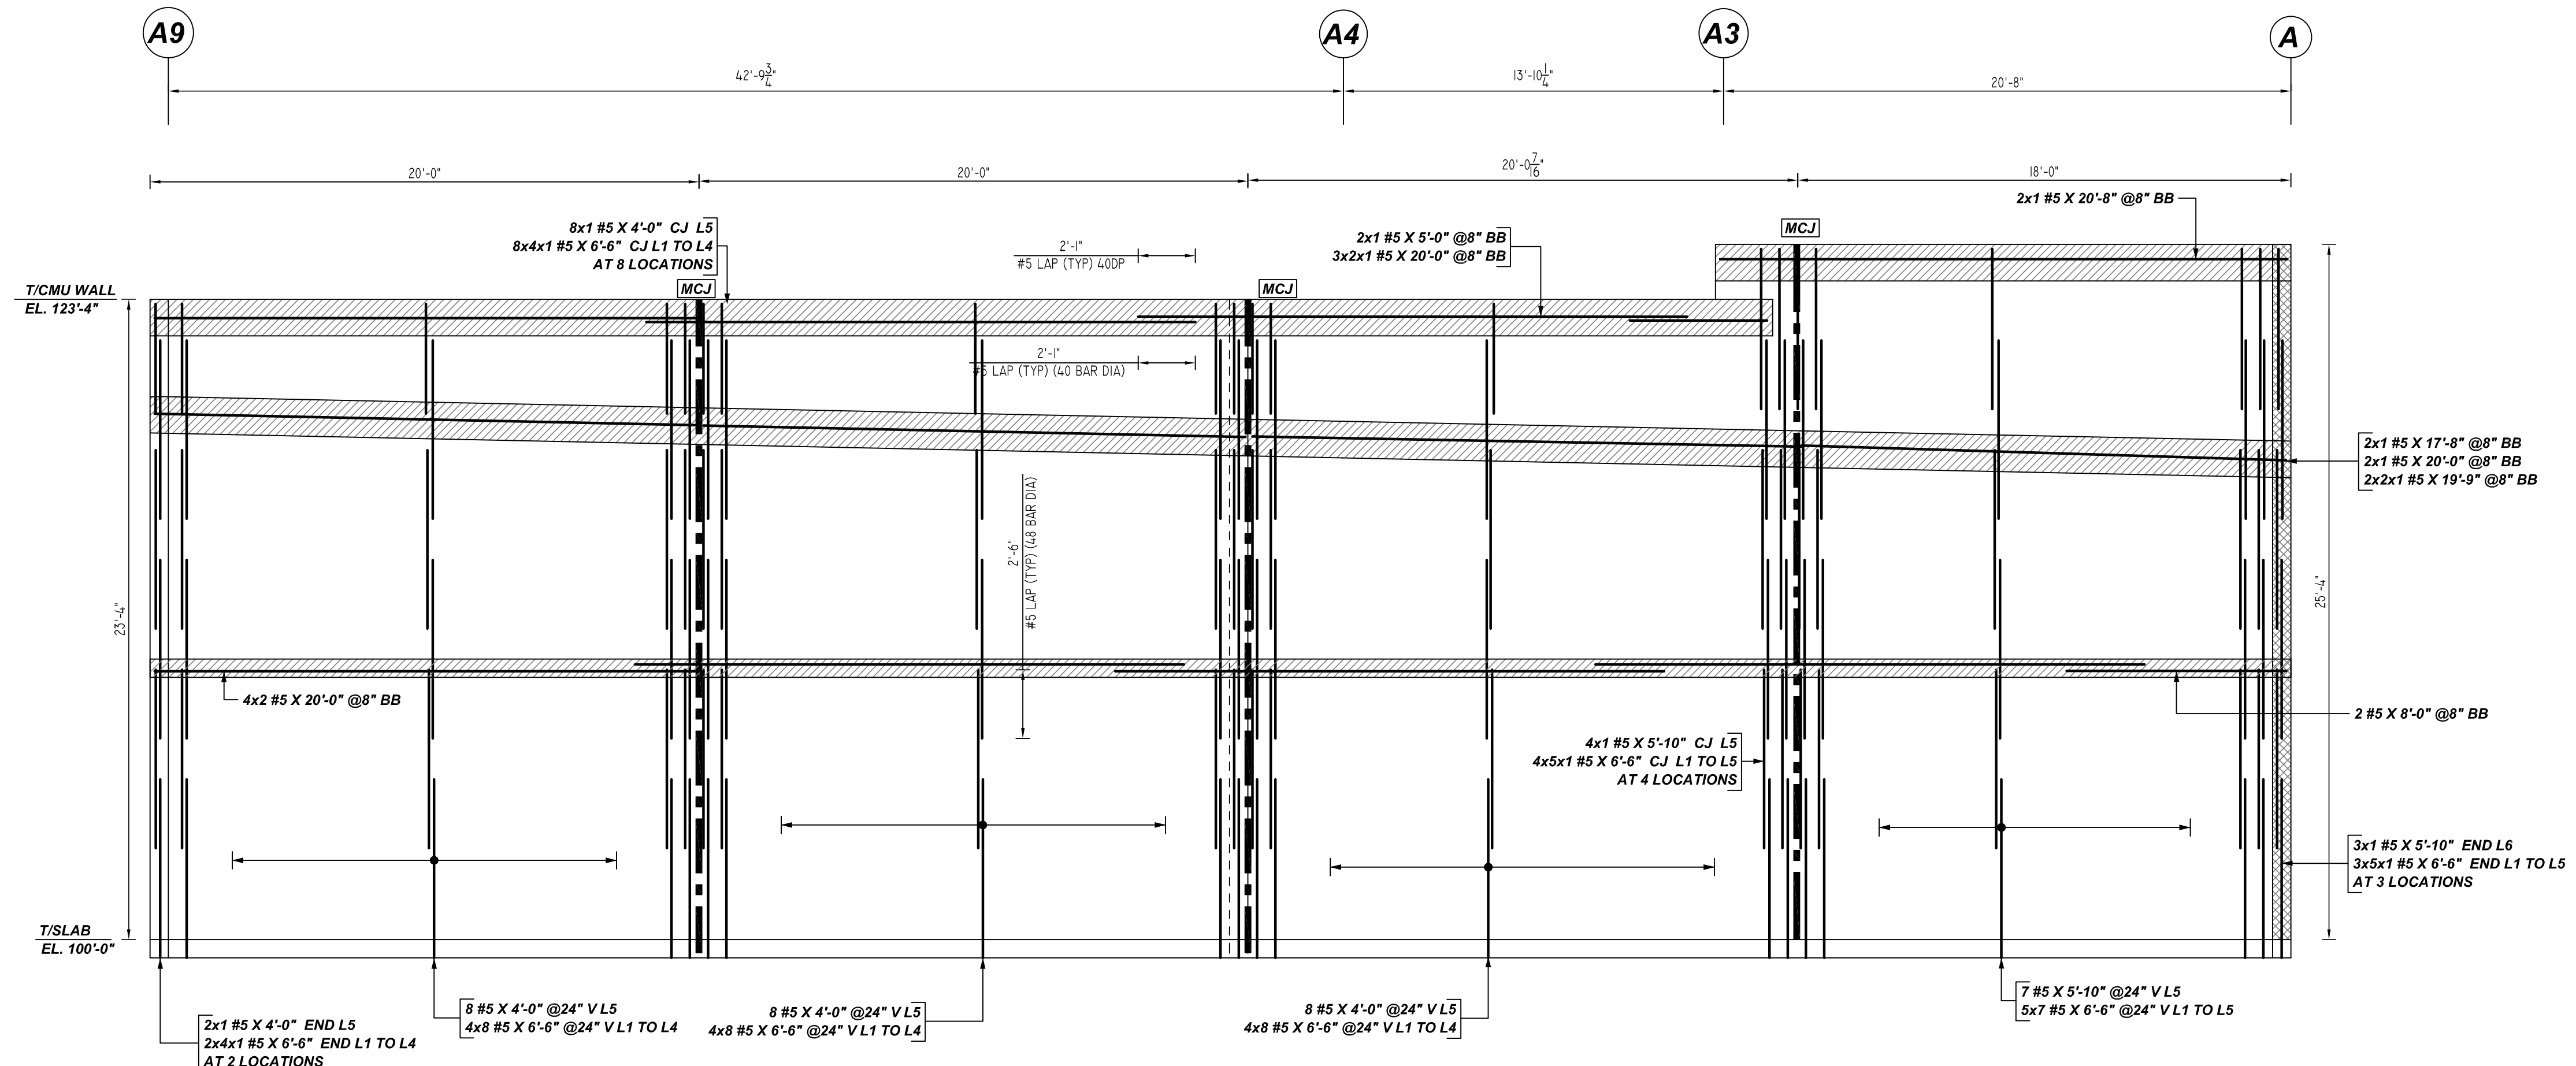 A9
A4
A3
A
42'-9 3/4"
13'-10 1/4"
20'-8"
20'-0"
20'-0"
20'-0 7/16"
18'-0"
2x1 #5 X 20'-8" @8" BB
8x1 #5 X 4'-0" CJ L5
8x4x1 #5 X 6'-6" CJ L1 TO L4
AT 8 LOCATIONS
2'-1"
#5 LAP (TYP) 40DP
2x1 #5 X 5'-0" @8" BB
3x2x1 #5 X 20'-0" @8" BB
MCJ
MCJ
MCJ
T/CMU WALL
EL. 123'-4"
2'-1"
#5 LAP (TYP) (40 BAR DIA)
2x1 #5 X 17'-8" @8" BB
2x1 #5 X 20'-0" @8" BB
2x2x1 #5 X 19'-9" @8" BB
2'-6"
#5 LAP (TYP) (48 BAR DIA)
23'-4"
25'-4"
4x2 #5 X 20'-0" @8" BB
2 #5 X 8'-0" @8" BB
4x1 #5 X 5'-10" CJ L5
4x5x1 #5 X 6'-6" CJ L1 TO L5
AT 4 LOCATIONS
3x1 #5 X 5'-10" END L6
3x5x1 #5 X 6'-6" END L1 TO L5
AT 3 LOCATIONS
T/SLAB
EL. 100'-0"
2x1 #5 X 4'-0" END L5
2x4x1 #5 X 6'-6" END L1 TO L4
AT 2 LOCATIONS
8 #5 X 4'-0" @24" V L5
4x8 #5 X 6'-6" @24" V L1 TO L4
8 #5 X 4'-0" @24" V L5
4x8 #5 X 6'-6" @24" V L1 TO L4
8 #5 X 4'-0" @24" V L5
4x8 #5 X 6'-6" @24" V L1 TO L4
7 #5 X 5'-10" @24" V L5
5x7 #5 X 6'-6" @24" V L1 TO L5